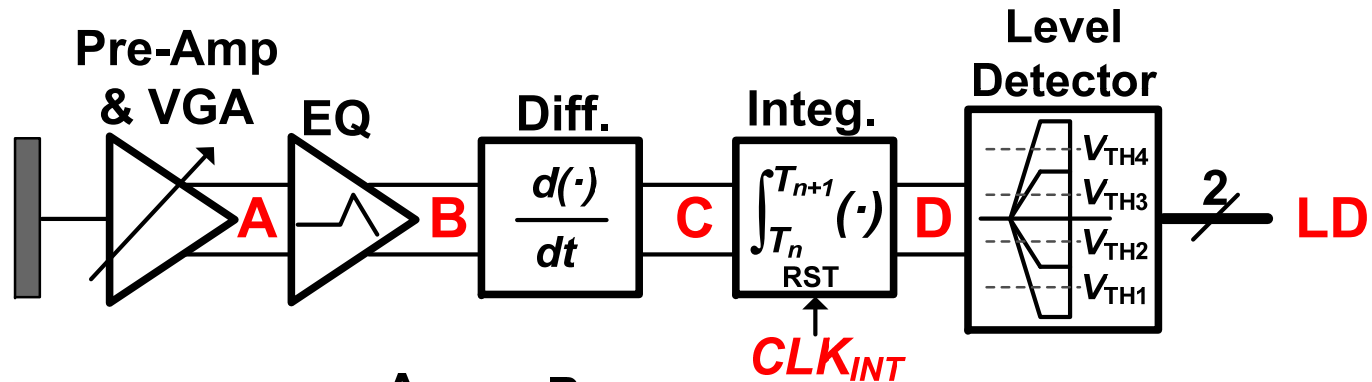 Pre-Amp
& VGA
EQ
Diff.
Integ.
Level
Detector
A
B
d(·)
dt
C
∫ T_n T_{n+1} (·)
RST
D
V_TH4
V_TH3
V_TH2
V_TH1
2
LD
CLK_INT